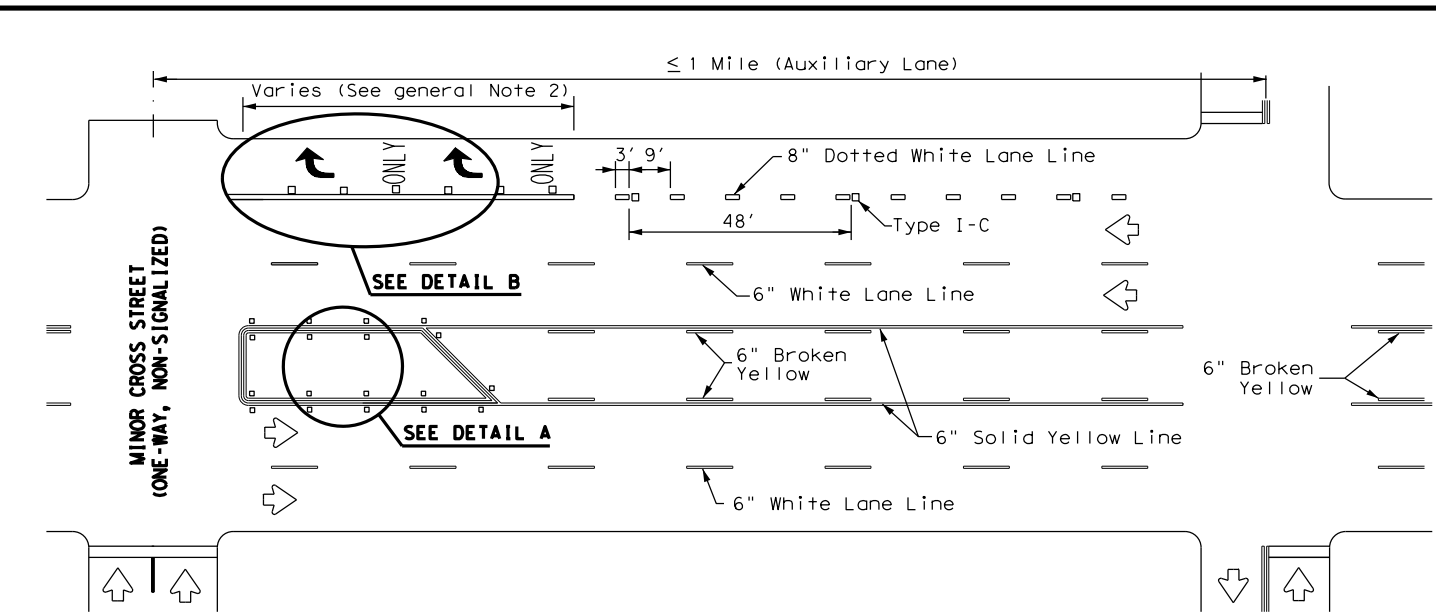 ≤ 1 Mile (Auxiliary Lane)
Varies (See general Note 2)
ONLY
ONLY
3' 9'
8" Dotted White Lane Line
48'
Type I-C
SEE DETAIL B
6" White Lane Line
MINOR CROSS STREET
(ONE-WAY, NON-SIGNALIZED)
6" Broken
Yellow
6" Broken
Yellow
SEE DETAIL A
6" Solid Yellow Line
6" White Lane Line